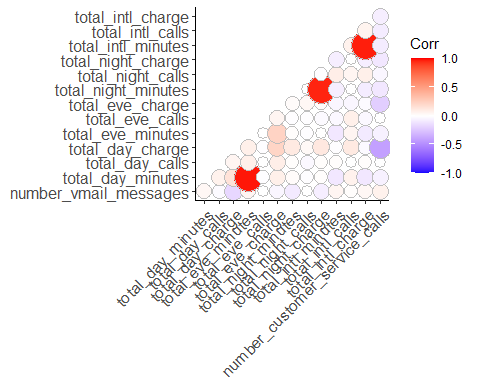 total_intl_charge
total_intl_calls
total_intl_minutes
total_night_charge
total_night_calls
total_night_minutes
total_eve_charge
total_eve_calls
total_eve_minutes
total_day_charge
total_day_calls
total_day_minutes
number_vmail_messages
Corr
1.0
0.5
0.0
-0.5
-1.0
total_day_minutes
total_day_calls
total_day_charge
total_eve_minutes
total_eve_calls
total_eve_charge
total_night_minutes
total_night_calls
total_night_charge
total_intl_minutes
total_intl_calls
total_intl_charge
number_customer_service_calls